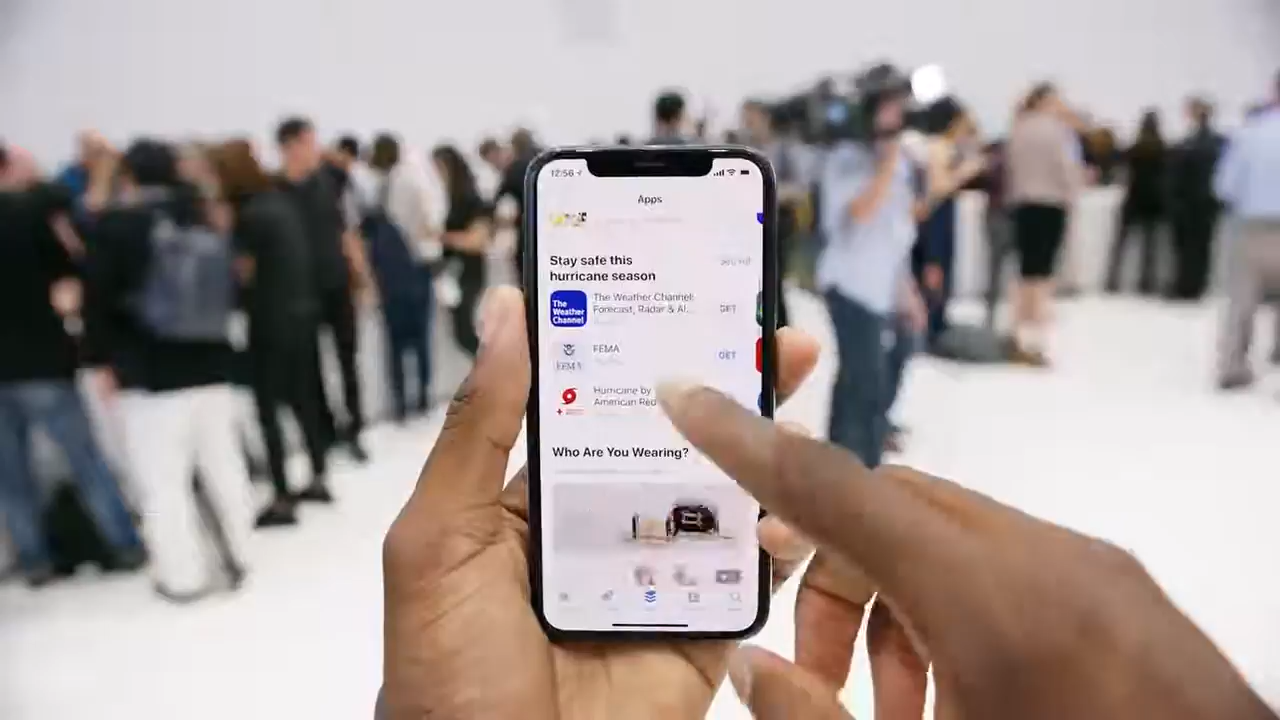 12:56
Apps
Stay safe this
hurricane season
The
Weather
Channel
The Weather Channel:
Forecast, Radar & Al...
GET
FEMA
GET
FEMA
Hurricane by
American Red
Who Are You Wearing?